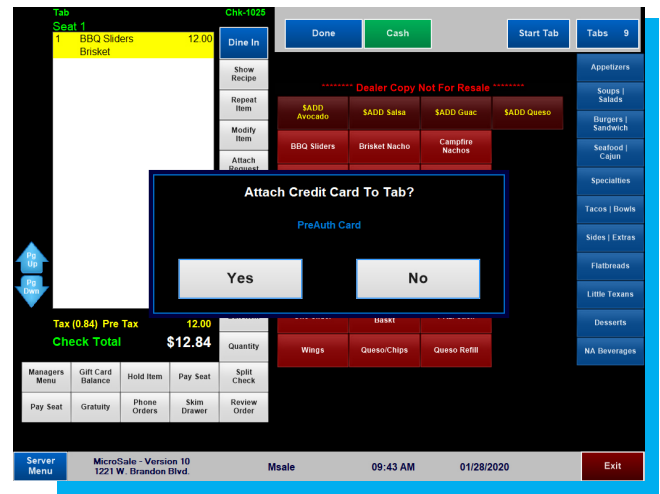 Tab
Chk-1025
Seat 1
1 BBQ Sliders 12.00
Brisket
Dine In
Done
Cash
Start Tab
Tabs 9
Show
Recipe
Repeat
Item
Modify
Item
Attach
Request
******** Dealer Copy Not For Resale ********
$ADD
Avocado
$ADD Salsa
$ADD Guac
$ADD Queso
BBQ Sliders
Brisket Nacho
Campfire
Nachos
Appetizers
Soups |
Salads
Burgers |
Sandwich
Seafood |
Cajun
Specialties
Tacos | Bowls
Sides | Extras
Flatbreads
Little Texans
Desserts
NA Beverages
Attach Credit Card To Tab?
PreAuth Card
Yes
No
Pg
Up
Pg
Dwn
Tax (0.84) Pre Tax 12.00
Check Total $12.84
Quantity
Baskt
Wings
Queso/Chips
Queso Refill
Managers
Menu
Gift Card
Balance
Hold Item
Pay Seat
Split
Check
Pay Seat
Gratuity
Phone
Orders
Skim
Drawer
Review
Order
Server
Menu
MicroSale - Version 10
1221 W. Brandon Blvd.
Msale
09:43 AM
01/28/2020
Exit